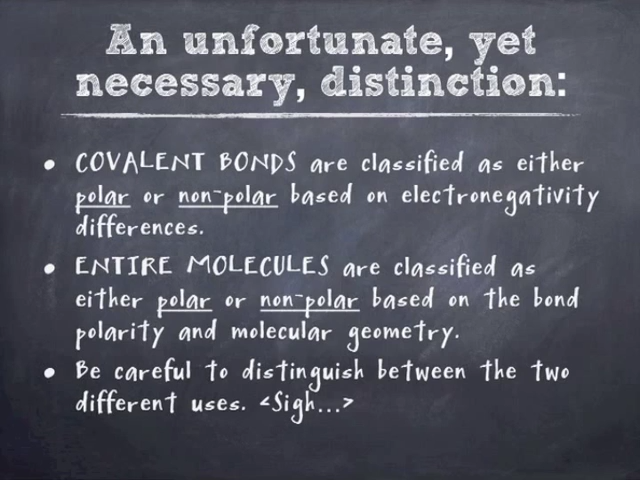 An unfortunate, yet
necessary, distinction:
• COVALENT BONDS are classified as either
polar or non-polar based on electronegativity
differences.
• ENTIRE MOLECULES are classified as
either polar or non-polar based on the bond
polarity and molecular geometry.
• Be careful to distinguish between the two
different uses. <Sigh...>